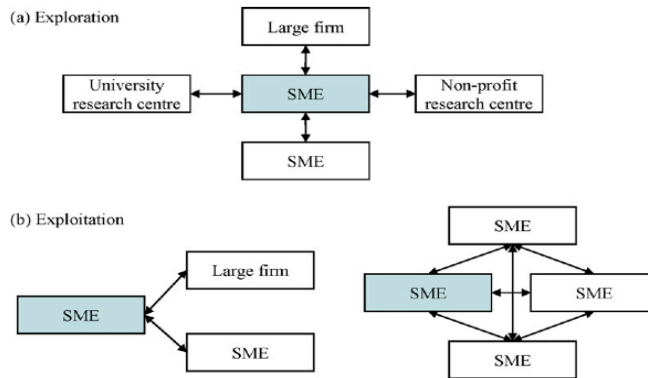 (a) Exploration
Large firm
University
research centre
SME
Non-profit
research centre
SME
(b) Exploitation
SME
Large firm
SME
SME
SME
SME
SME